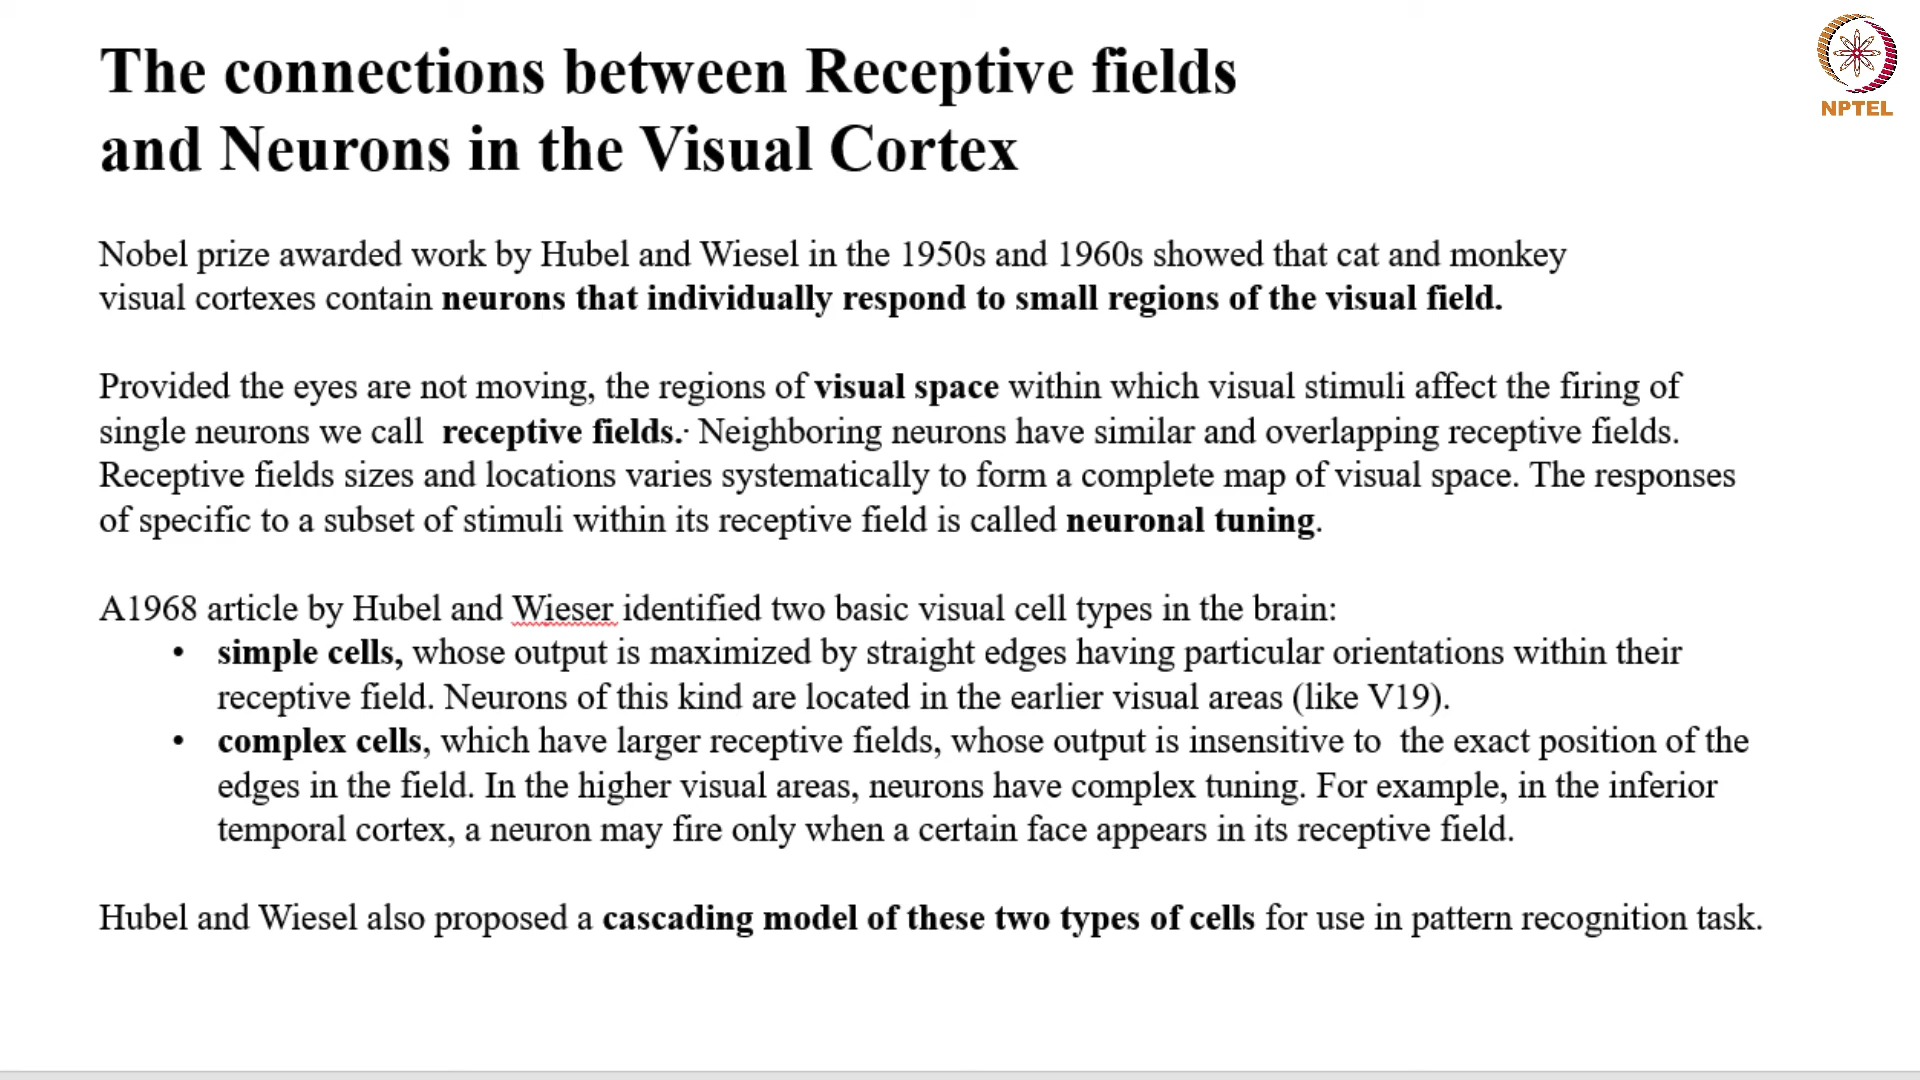 The connections between Receptive fields
and Neurons in the Visual Cortex
NPTEL
Nobel prize awarded work by Hubel and Wiesel in the 1950s and 1960s showed that cat and monkey
visual cortexes contain neurons that individually respond to small regions of the visual field.
Provided the eyes are not moving, the regions of visual space within which visual stimuli affect the firing of
single neurons we call receptive fields.· Neighboring neurons have similar and overlapping receptive fields.
Receptive fields sizes and locations varies systematically to form a complete map of visual space. The responses
of specific to a subset of stimuli within its receptive field is called neuronal tuning.
A1968 article by Hubel and Wieser identified two basic visual cell types in the brain:
• simple cells, whose output is maximized by straight edges having particular orientations within their
receptive field. Neurons of this kind are located in the earlier visual areas (like V19).
• complex cells, which have larger receptive fields, whose output is insensitive to the exact position of the
edges in the field. In the higher visual areas, neurons have complex tuning. For example, in the inferior
temporal cortex, a neuron may fire only when a certain face appears in its receptive field.
Hubel and Wiesel also proposed a cascading model of these two types of cells for use in pattern recognition task.